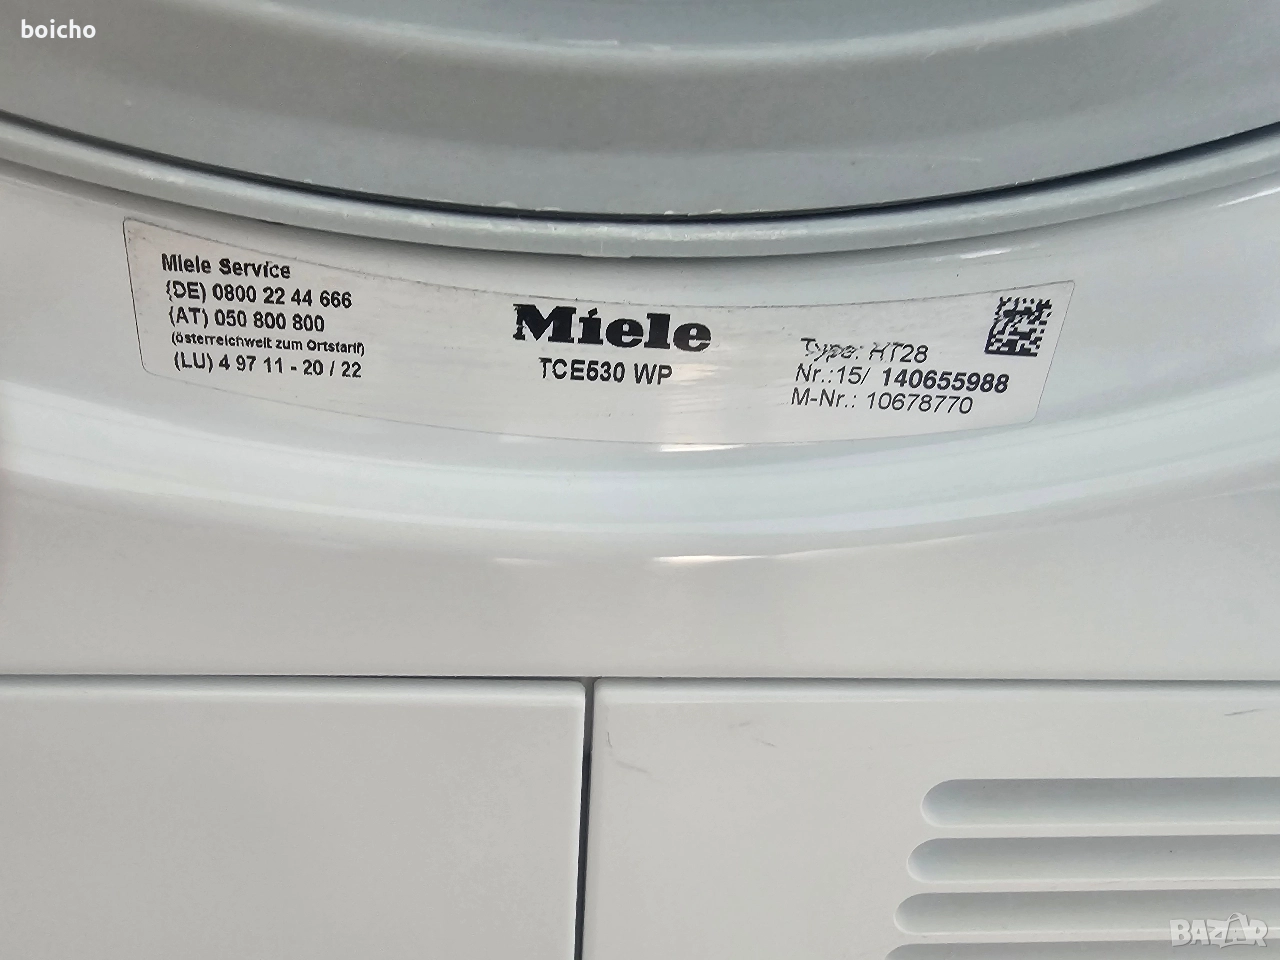 boicho
Miele Service
(DE) 0800 22 44 666
(AT) 050 800 800
(österreichweit zum Ortstarif)
(LU) 4 97 11 - 20 / 22
Miele
TCE530 WP
Type: HT28
Nr.:15/ 140655988
M-Nr.: 10678770
BAZAR